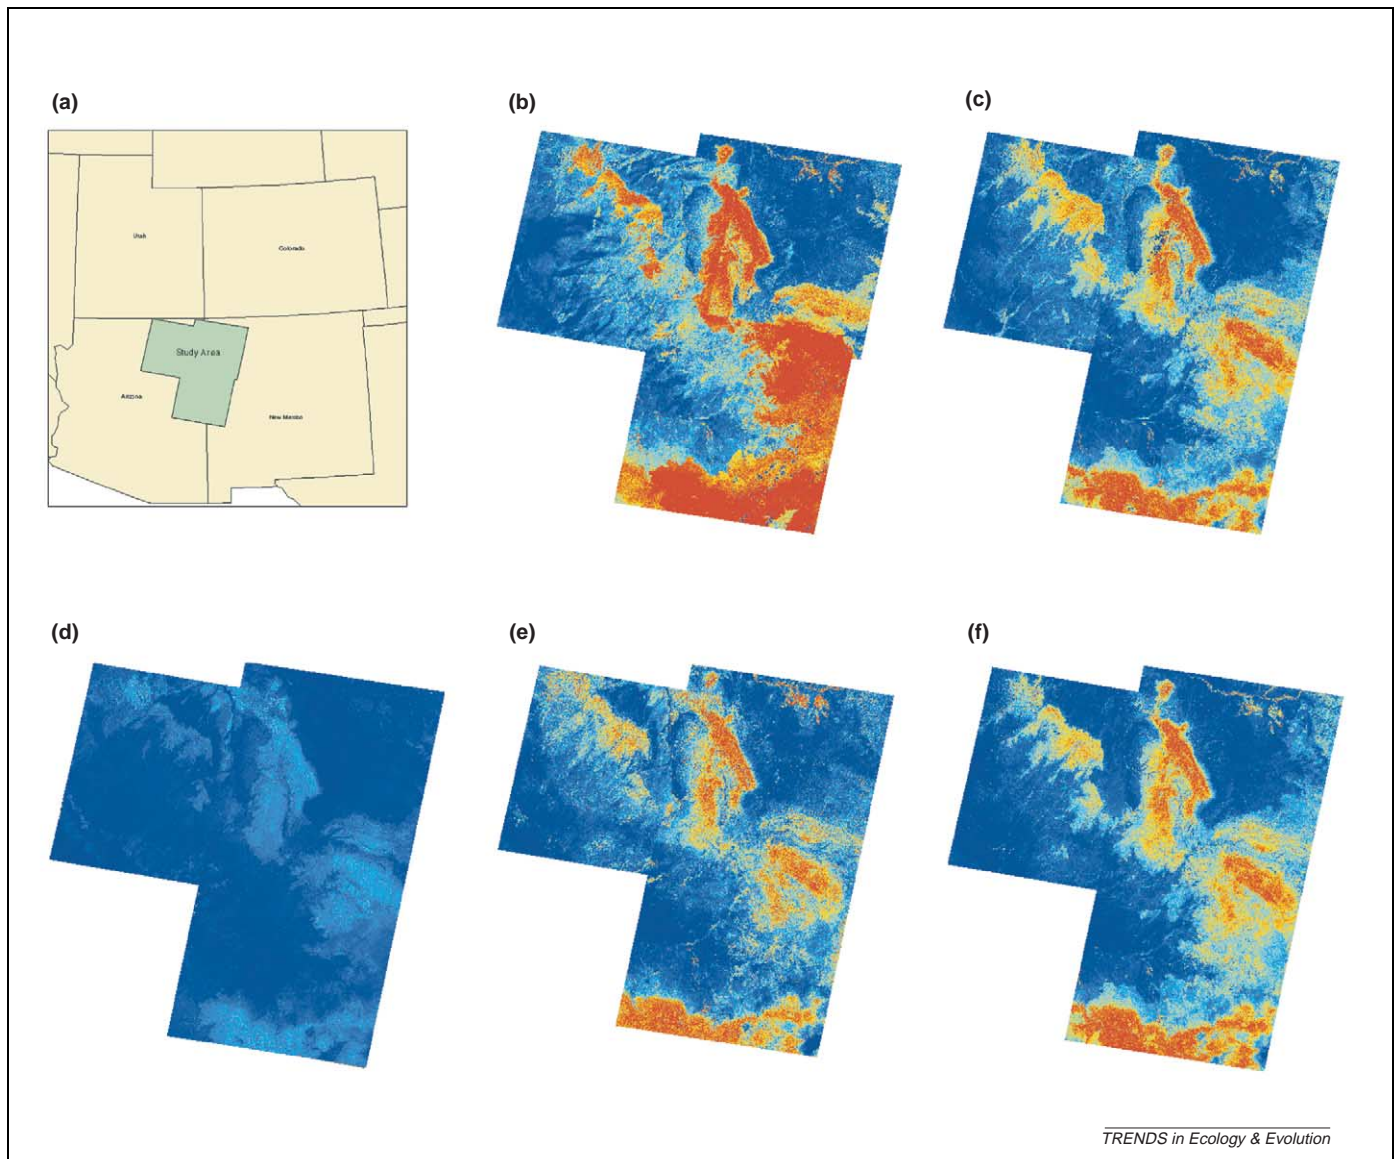 (a)
(b)
(c)
Utah
Colorado
Study Area
Arizona
New Mexico
(d)
(e)
(f)
TRENDS in Ecology & Evolution